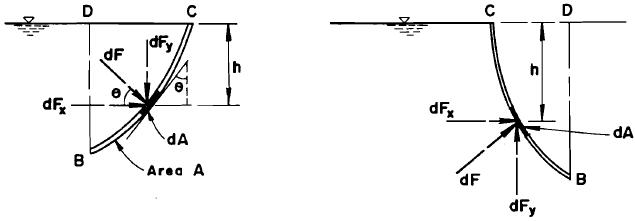 D C
dF dFy
h
dFx θ θ
dA
B
Area A
C D
h
dFx
dA
dF
B
dFy